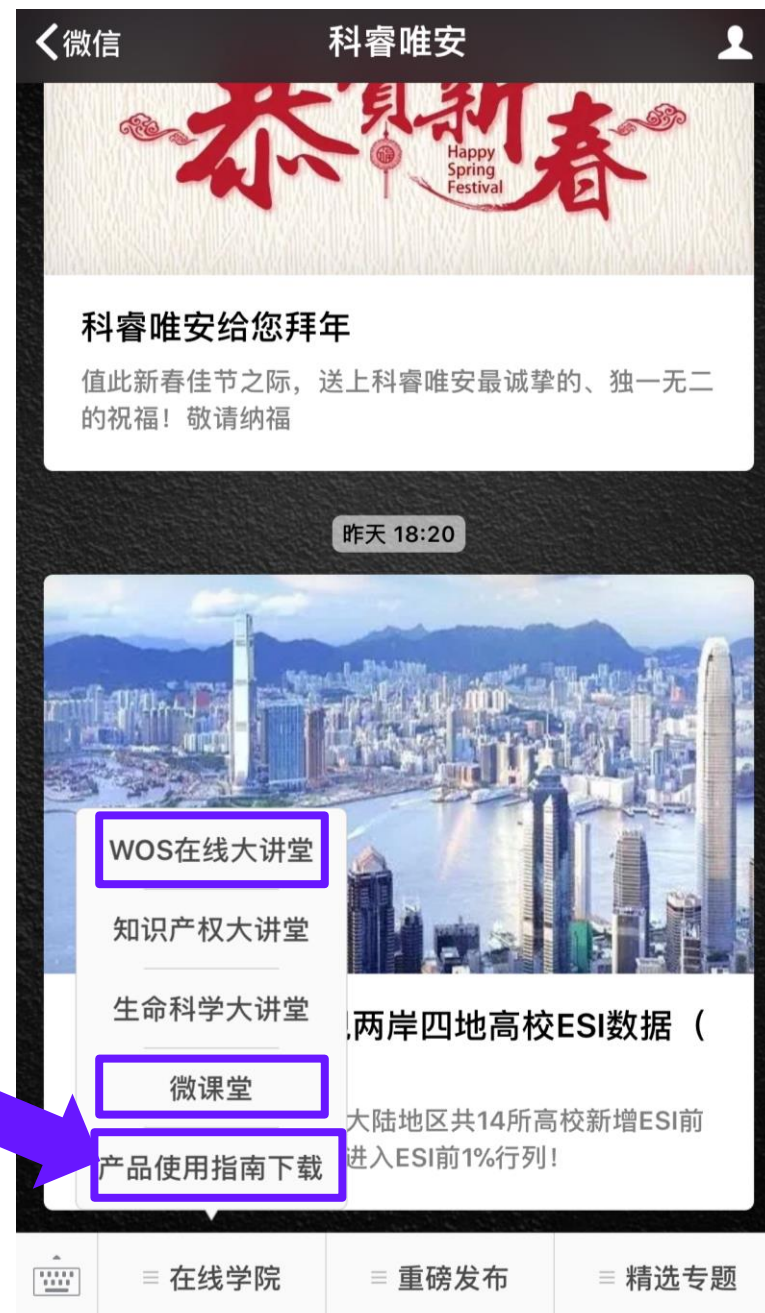 微信
科睿唯安
恭贺新春
Happy
Spring
Festival
科睿唯安给您拜年
值此新春佳节之际，送上科睿唯安最诚挚的、独一无二
的祝福！敬请纳福
昨天 18:20
WOS在线大讲堂
知识产权大讲堂
生命科学大讲堂
微课堂
产品使用指南下载
两岸四地高校ESI数据（
大陆地区共14所高校新增ESI前
进入ESI前1%行列！
在线学院
重磅发布
精选专题